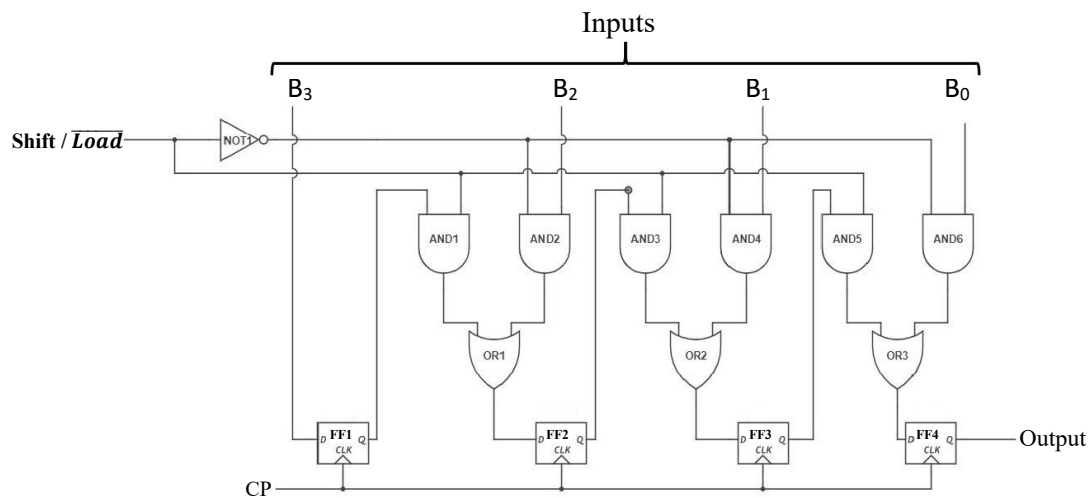 Inputs
B₃ B₂ B₁ B₀
Shift / \overline{Load} NOT1
AND1 AND2 AND3 AND4 AND5 AND6
OR1 OR2 OR3
D FF1 Q D FF2 Q D FF3 Q D FF4 Q Output
CLK CLK CLK CLK
CP